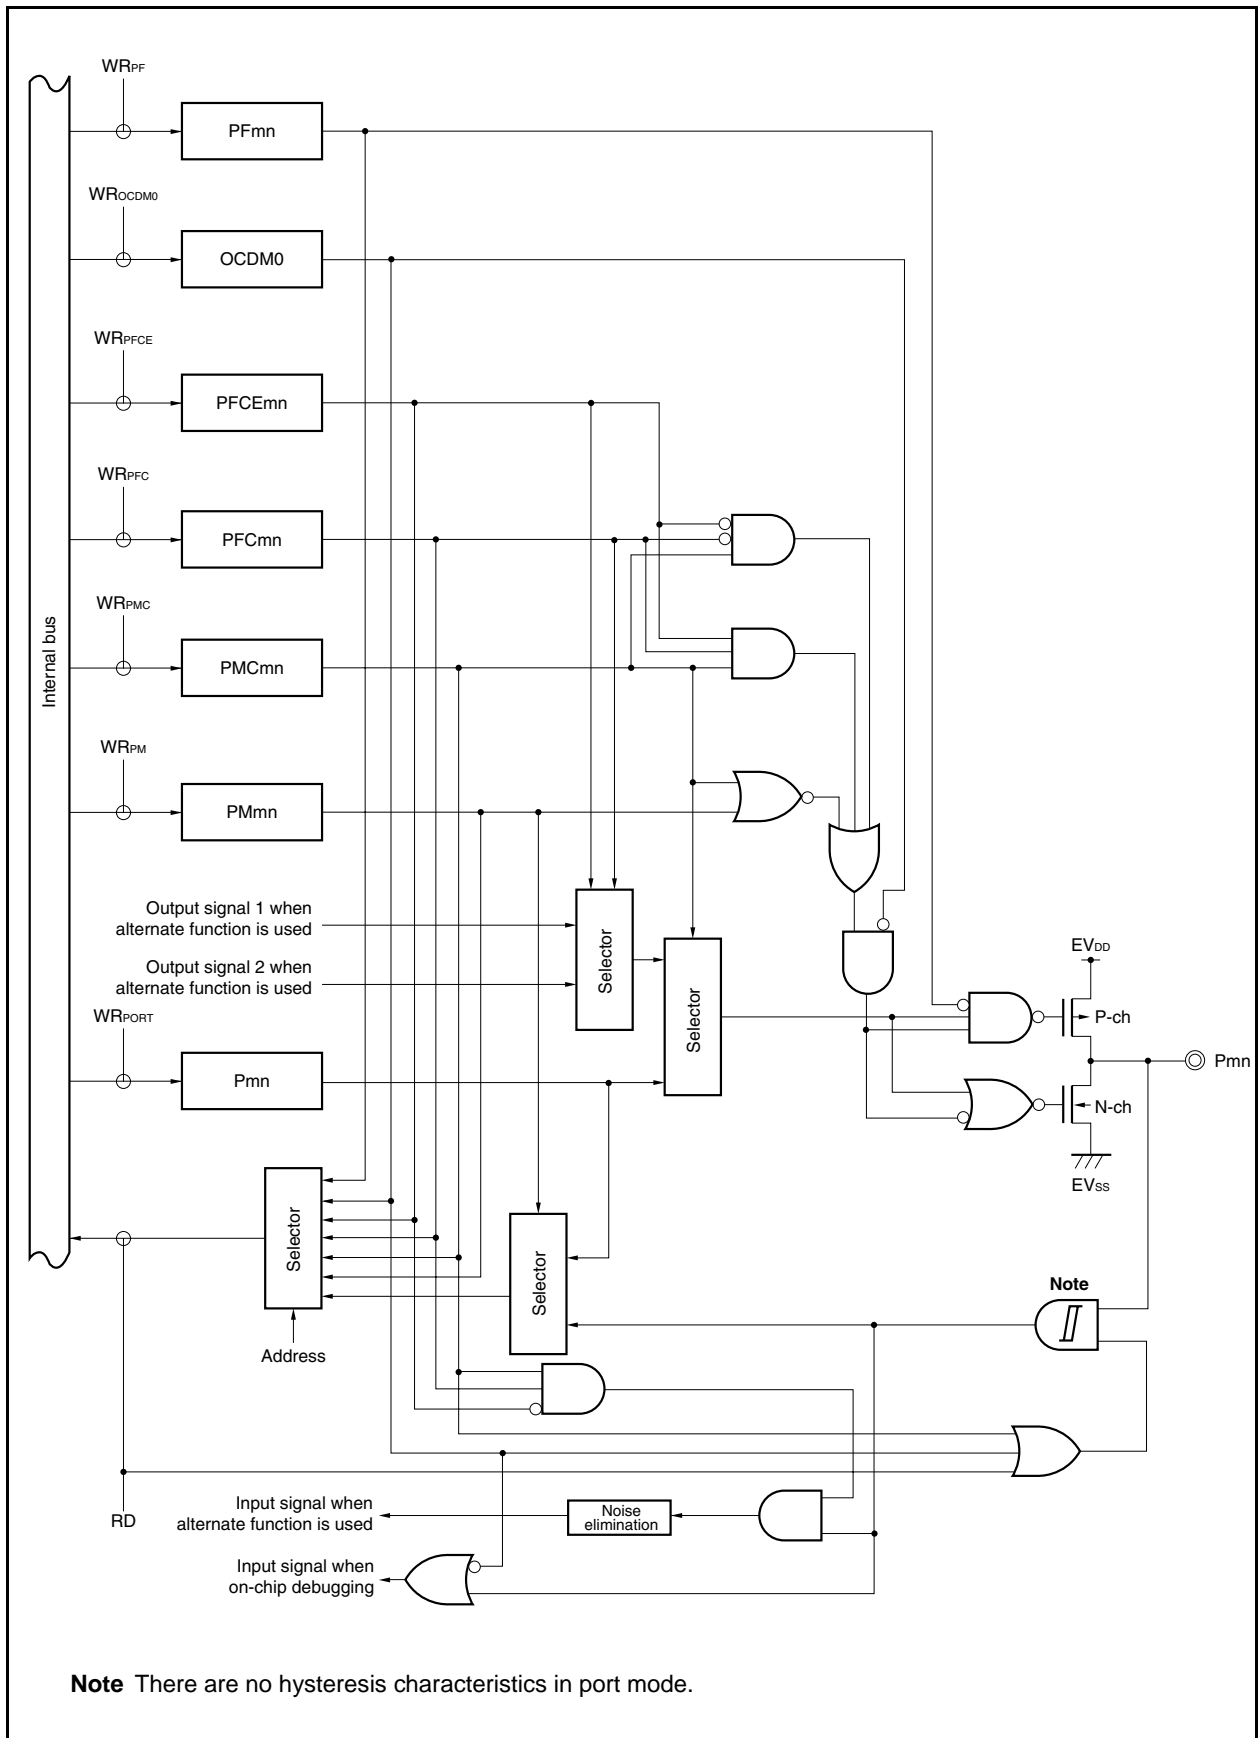 WRPF
PFmn
WROCDM0
OCDM0
WRPFCE
PFCEmn
WRPFC
PFCmn
WRPMC
PMCmn
Internal bus
WRPM
PMmn
Output signal 1 when
alternate function is used
Output signal 2 when
alternate function is used
Selector
Selector
WRPORT
Pmn
EVDD
P-ch
Pmn
N-ch
EVSS
Selector
Selector
Address
Note
RD
Input signal when
alternate function is used
Noise
elimination
Input signal when
on-chip debugging
Note There are no hysteresis characteristics in port mode.